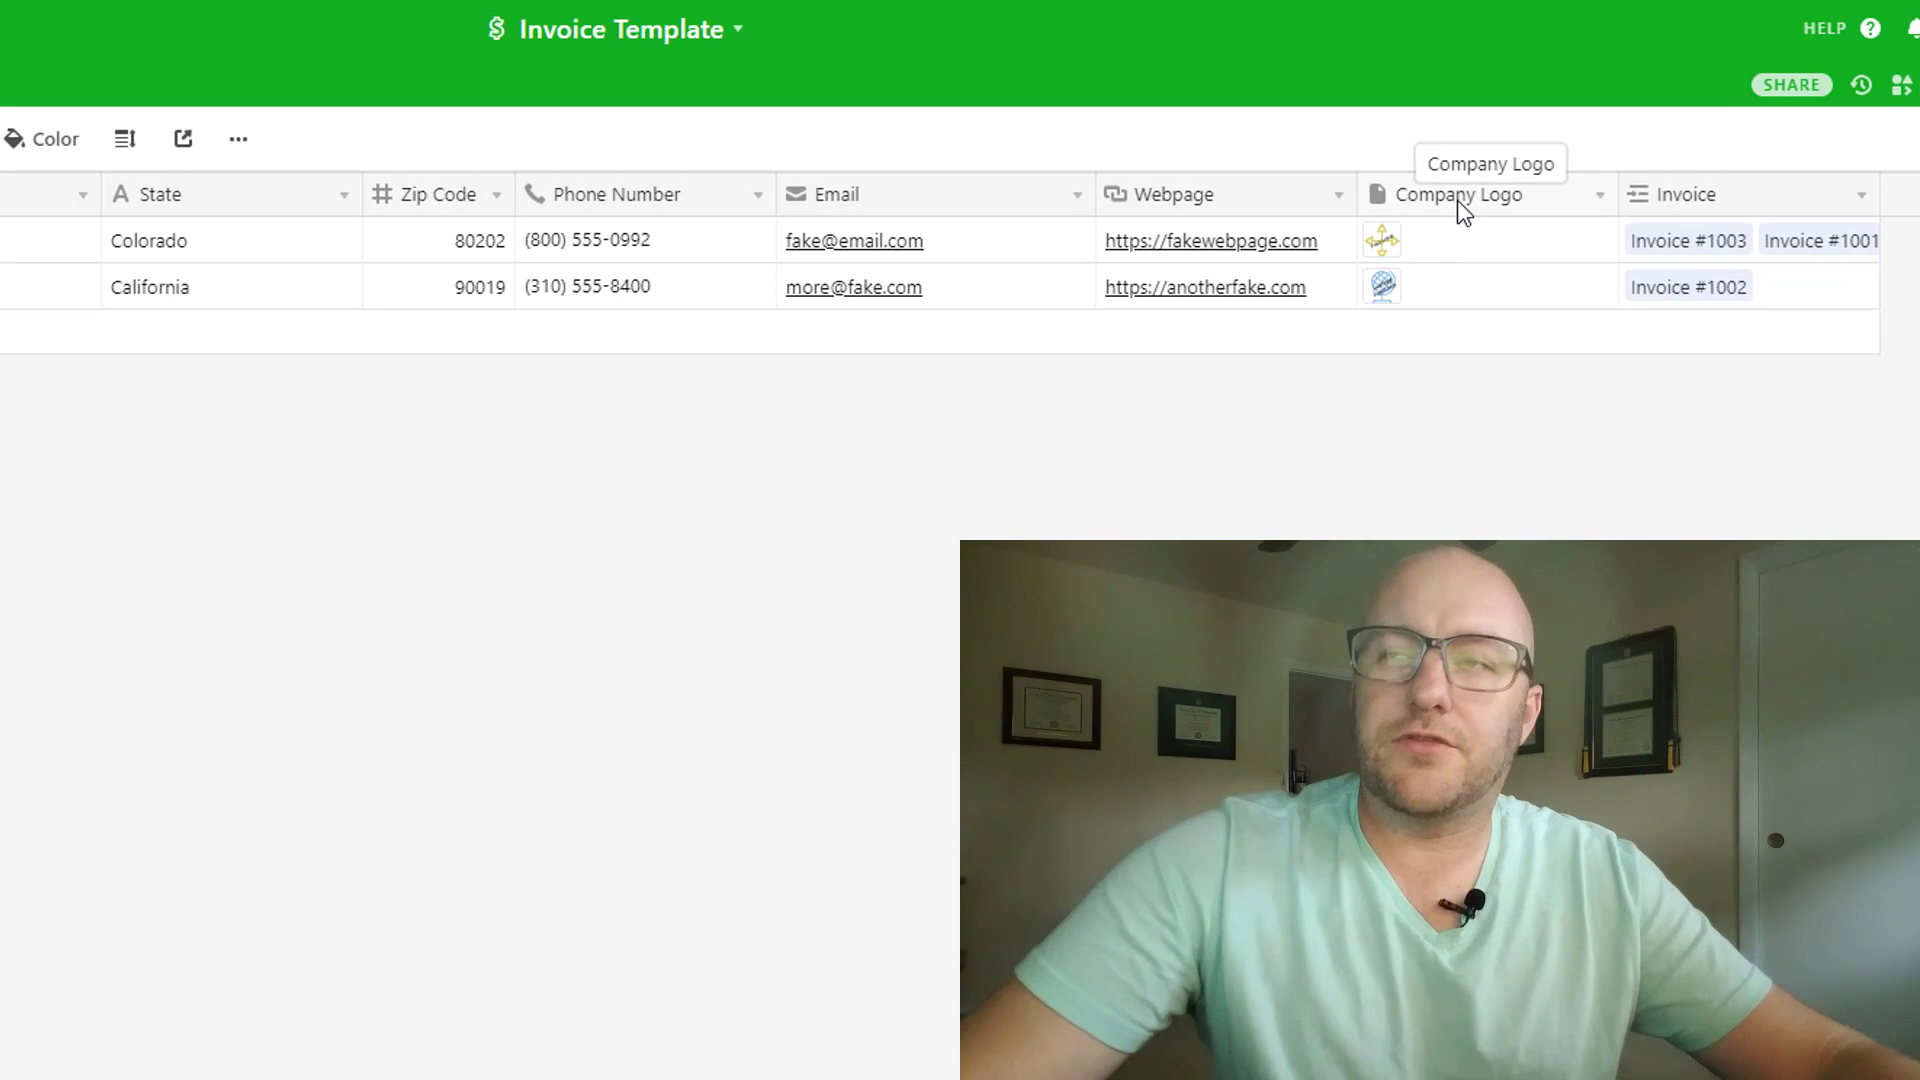 Invoice Template
HELP
SHARE
Color
Company Logo
State Zip Code Phone Number Email Webpage Company Logo Invoice
Colorado 80202 (800) 555-0992 fake@email.com https://fakewebpage.com Invoice #1003 Invoice #1001
California 90019 (310) 555-8400 more@fake.com https://anotherfake.com Invoice #1002